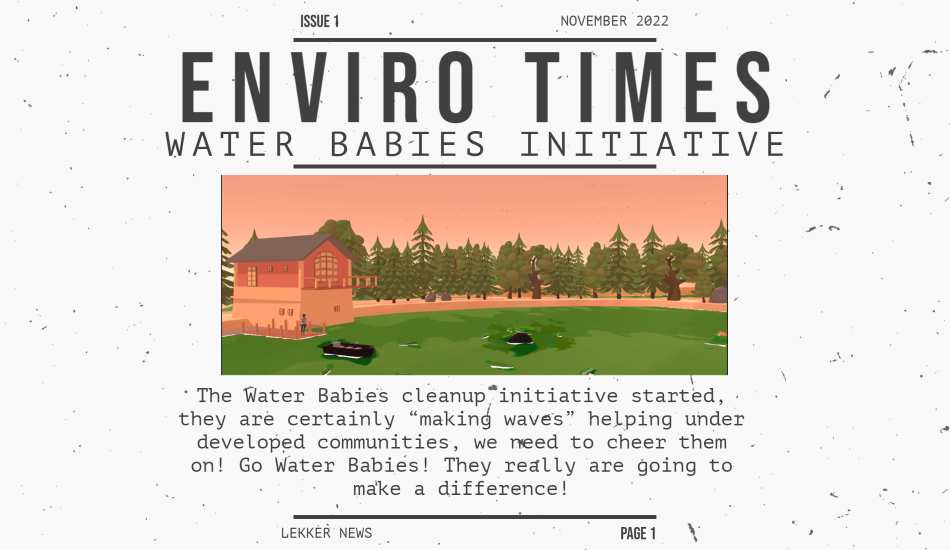 ISSUE 1
NOVEMBER 2022
ENVIRO TIMES
WATER BABIES INITIATIVE
The Water Babies cleanup initiative started,
they are certainly “making waves” helping under
developed communities, we need to cheer them
on! Go Water Babies! They really are going to
make a difference!
LEKKER NEWS
PAGE 1